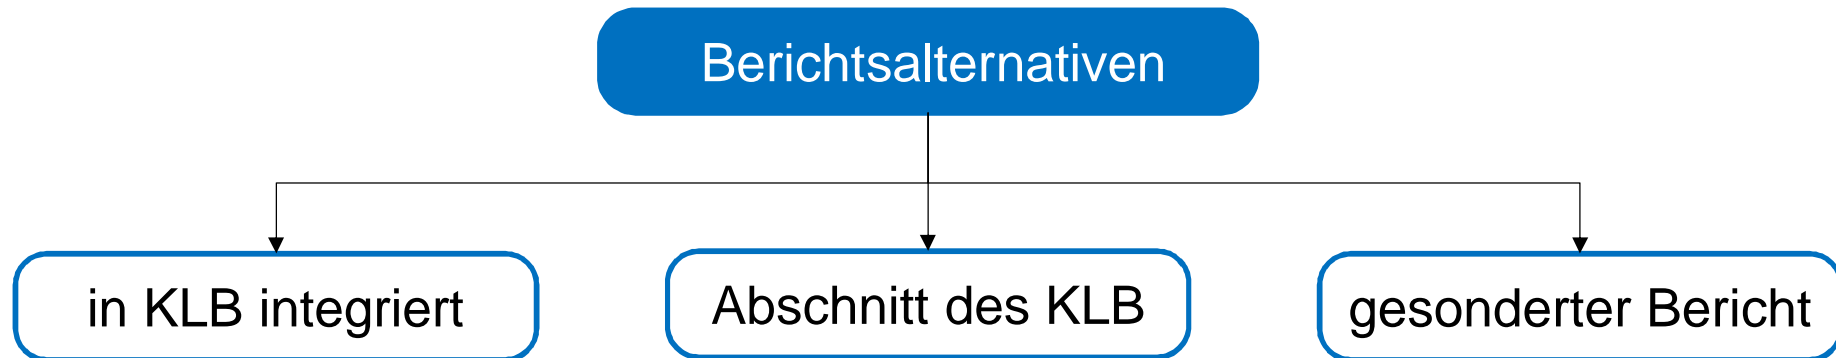 Berichtsalternativen
in KLB integriert
Abschnitt des KLB
gesonderter Bericht